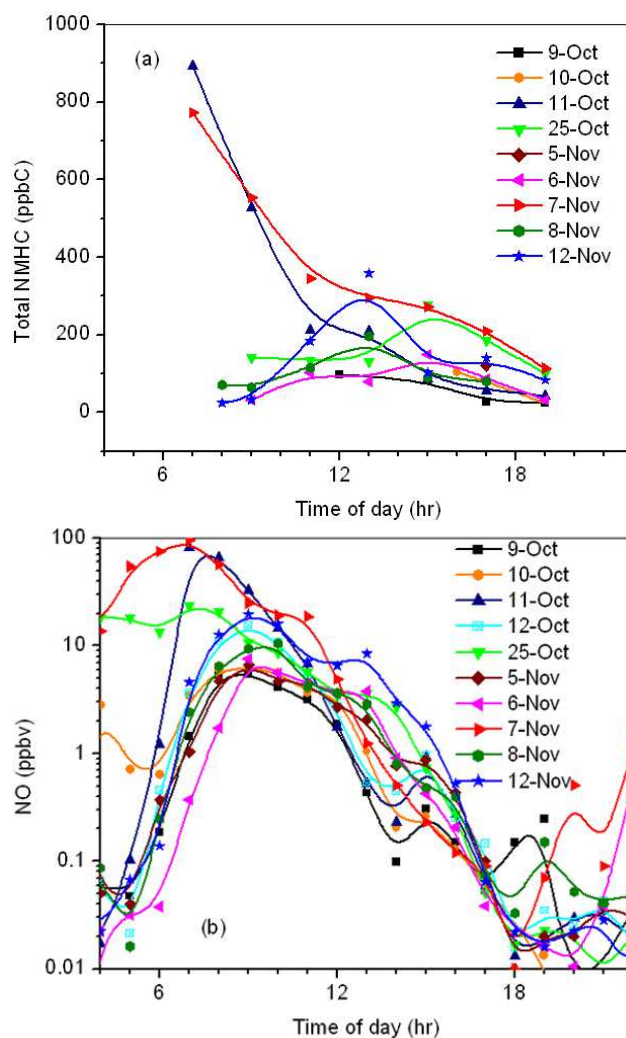 1000
(a)
800
600
400
200
0
Total NMHC (ppbC)
9-Oct
10-Oct
11-Oct
25-Oct
5-Nov
6-Nov
7-Nov
8-Nov
12-Nov
6
12
18
Time of day (hr)
100
10
1
0.1
0.01
NO (ppbv)
9-Oct
10-Oct
11-Oct
12-Oct
25-Oct
5-Nov
6-Nov
7-Nov
8-Nov
12-Nov
(b)
6
12
18
Time of day (hr)